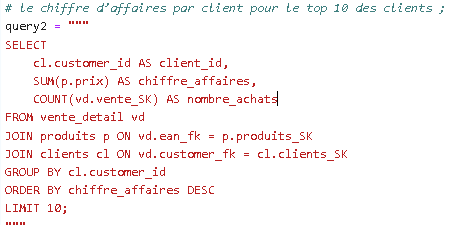 # le chiffre d'affaires par client pour le top 10 des clients ;
query2 = """
SELECT
cl.customer_id AS client_id,
SUM(p.prix) AS chiffre_affaires,
COUNT(vd.vente_SK) AS nombre_achats
FROM vente_detail vd
JOIN produits p ON vd.ean_fk = p.produits_SK
JOIN clients cl ON vd.customer_fk = cl.clients_SK
GROUP BY cl.customer_id
ORDER BY chiffre_affaires DESC
LIMIT 10;
"""